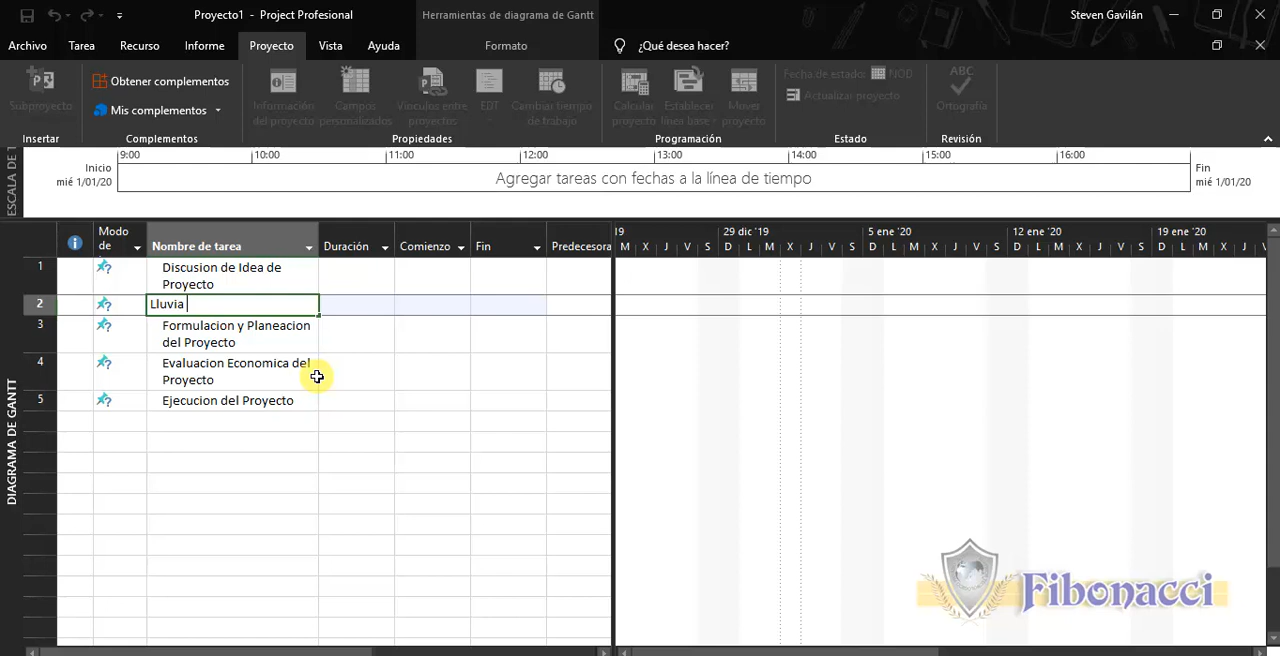 Proyecto1 - Project Profesional
Herramientas de diagrama de Gantt
Steven Gavilán
Archivo
Tarea
Recurso
Informe
Proyecto
Vista
Ayuda
Formato
¿Qué desea hacer?
Subproyecto
Obtener complementos
Mis complementos
Información
del proyecto
Campos
personalizados
Vínculos entre
proyectos
EDT
Cambiar tiempo
de trabajo
Calcular
proyecto
Establecer
línea base
Mover
proyecto
Fecha de estado:
NOD
Actualizar proyecto
ABC
Ortografía
Insertar
Complementos
Propiedades
Programación
Estado
Revisión
ESCALA DE T
9:00
10:00
11:00
12:00
13:00
14:00
15:00
16:00
Inicio
mié 1/01/20
Agregar tareas con fechas a la línea de tiempo
Fin
mié 1/01/20
Modo
de
Nombre de tarea
Duración
Comienzo
Fin
Predecesora
19
29 dic '19
5 ene '20
12 ene '20
19 ene '20
M X J V S D L M X J V S D L M X J V S D L M X J V S D L M X J V
1
Discusion de Idea de
Proyecto
2
Lluvia
3
Formulacion y Planeacion
del Proyecto
4
Evaluacion Economica del
Proyecto
5
Ejecucion del Proyecto
DIAGRAMA DE GANTT
Fibonacci